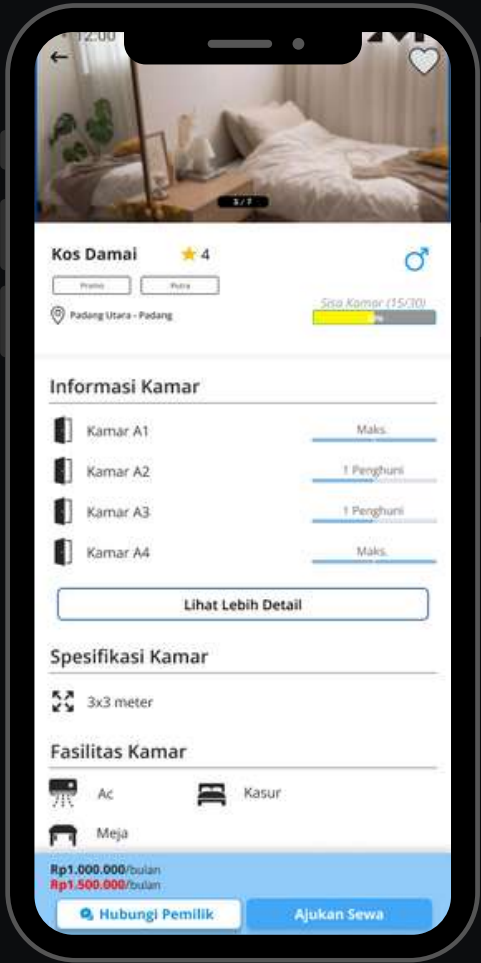 12:00
3/7
Kos Damai
4
Promo
Putra
Padang Utara - Padang
Sisa Kamar (15/30)
Informasi Kamar
Kamar A1
Maks.
Kamar A2
1 Penghuni
Kamar A3
1 Penghuni
Kamar A4
Maks.
Lihat Lebih Detail
Spesifikasi Kamar
3x3 meter
Fasilitas Kamar
Ac
Kasur
Meja
Rp1.000.000/bulan
Rp1.500.000/bulan
Hubungi Pemilik
Ajukan Sewa